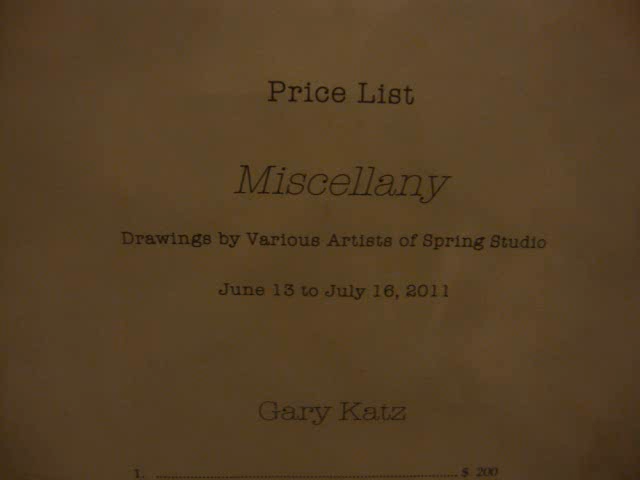 Price List
Miscellany
Drawings by Various Artists of Spring Studio
June 13 to July 16, 2011
Gary Katz
1. ........................................................................ $ 200